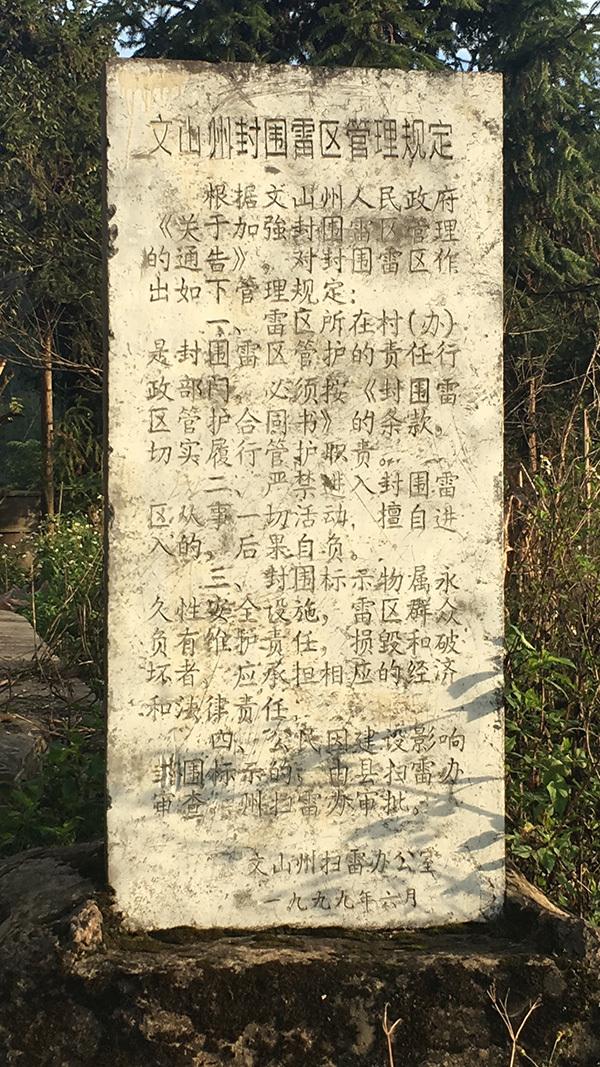 文山州封围雷区管理规定
根据文山州人民政府
《关于加强封围雷区管理
的通告》。对封围雷区作
出如下管理规定：
一、雷区所在村(办)
是封围雷区管护的责任行
政部门。必须按《封围雷
区管护合同书》的条款。
切实履行管护职责。
二、严禁进入封围雷
区从事一切活动，擅自进
入的，后果自负。
三、封围标示物属永
久性安全设施，雷区群众
负有维护责任，损毁和破
坏者，应承担相应的经济
和法律责任，
四、公民因建设影响
封围标示的；由县扫雷办
审查。州扫雷办审批。
文山州扫雷办公室
一九九九年六月